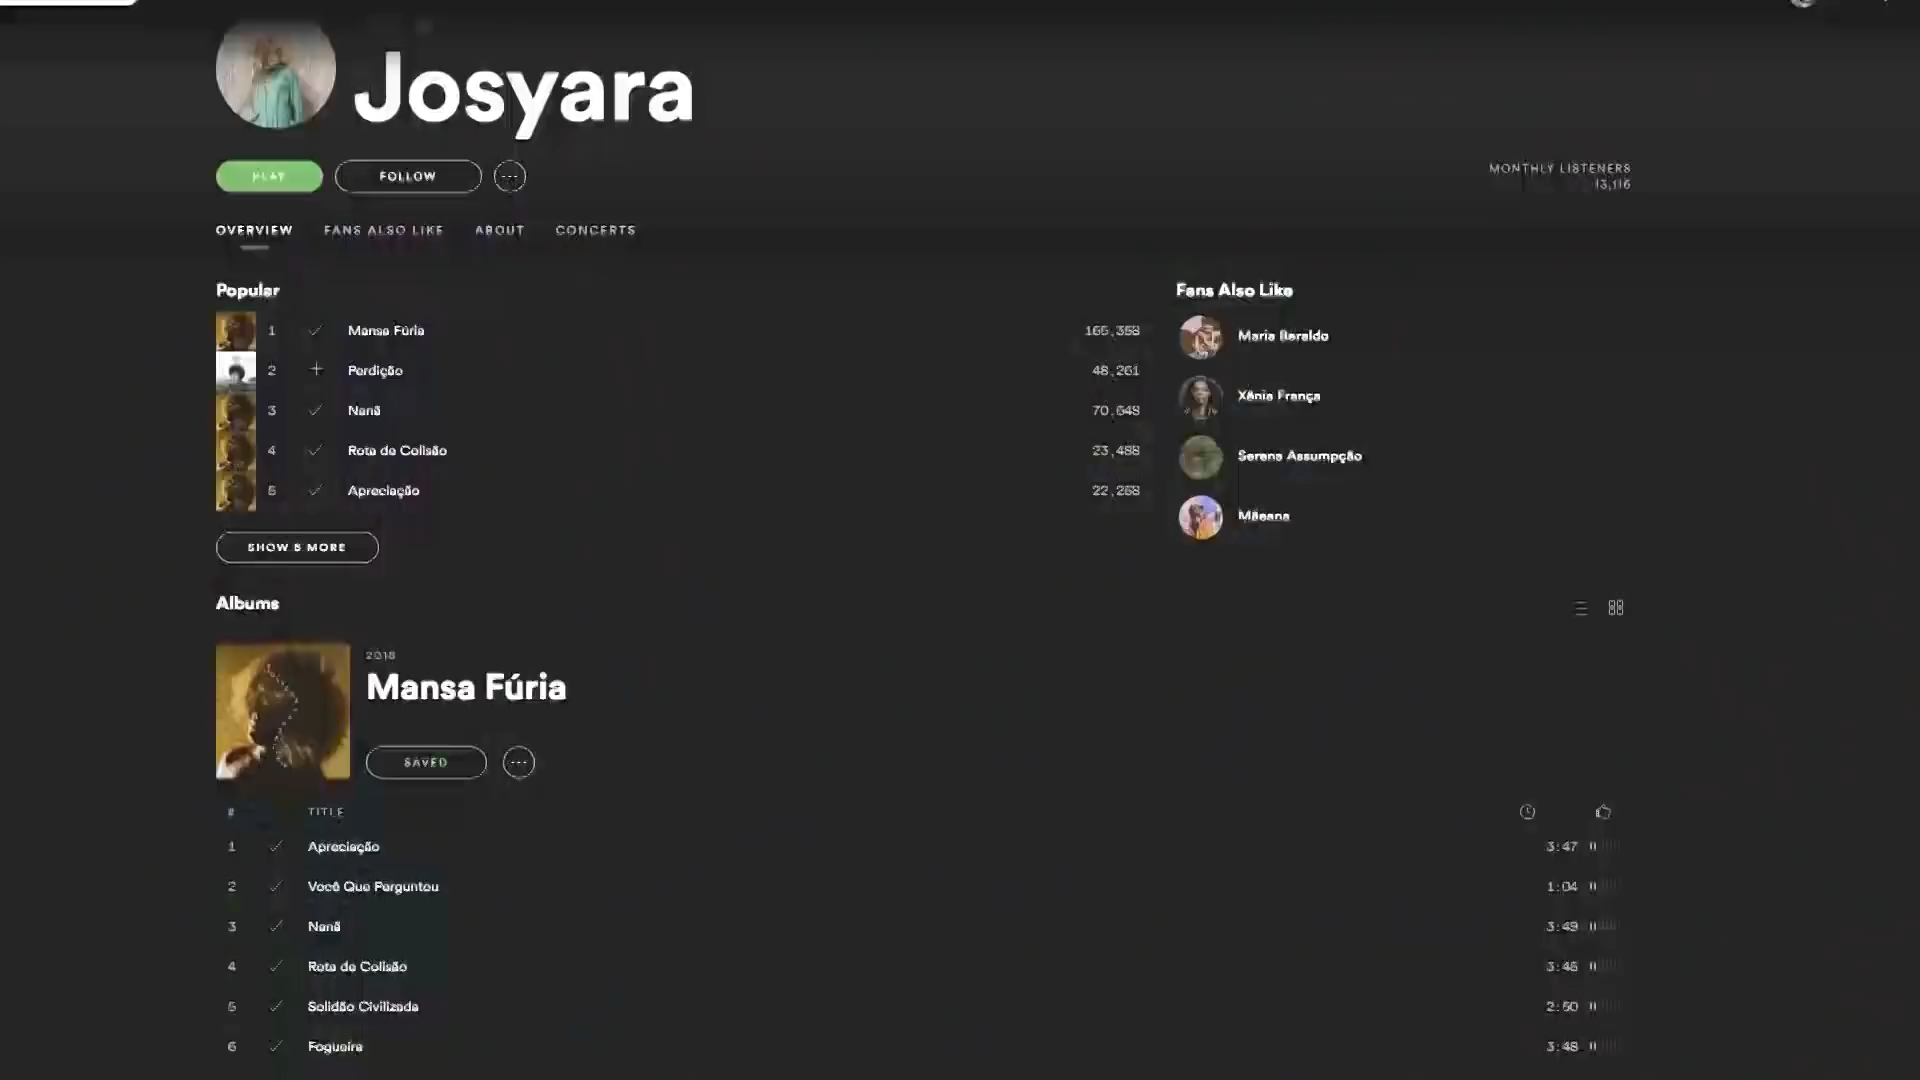 Josyara
PLAY
FOLLOW
MONTHLY LISTENERS
13,116
OVERVIEW
FANS ALSO LIKE
ABOUT
CONCERTS
Popular
1 Mansa Fúria 165,358
2 Perdição 48,261
3 Nanã 70,648
4 Rota de Colisão 23,488
5 Apreciação 22,268
SHOW 5 MORE
Fans Also Like
Maria Beraldo
Xênia França
Serena Assumpção
Mãeana
Albums
2018
Mansa Fúria
SAVED
# TITLE
1 Apreciação 3:47
2 Você Que Perguntou 1:04
3 Nanã 3:49
4 Rota de Colisão 3:45
5 Solidão Civilizada 2:50
6 Fogueira 3:48